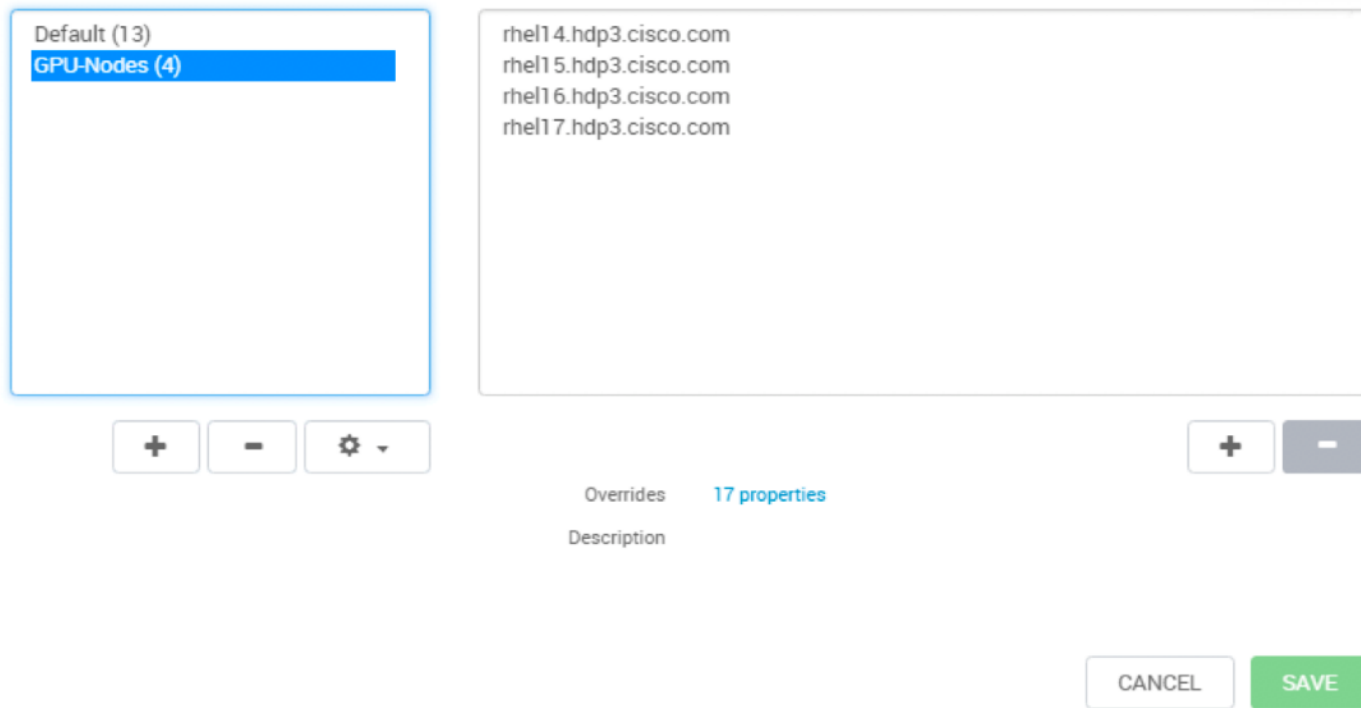 Default (13)
GPU-Nodes (4)
rhel14.hdp3.cisco.com
rhel15.hdp3.cisco.com
rhel16.hdp3.cisco.com
rhel17.hdp3.cisco.com
Overrides 17 properties
Description
CANCEL SAVE